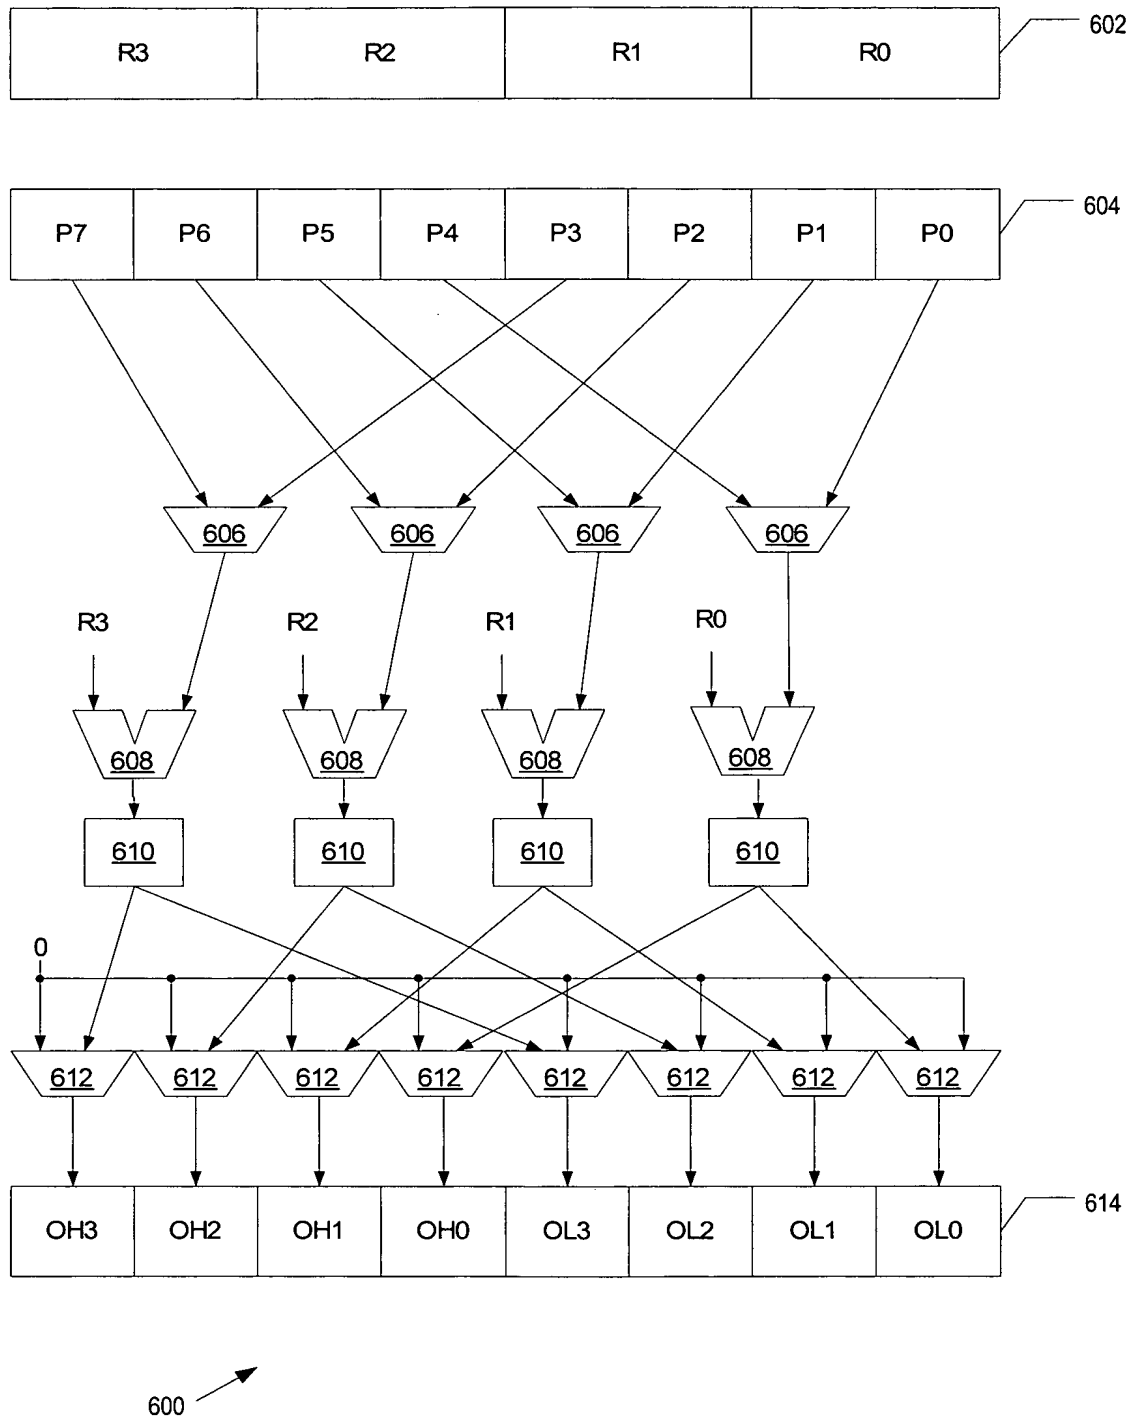 R3 R2 R1 R0 602
P7 P6 P5 P4 P3 P2 P1 P0 604
606 606 606 606
R3 R2 R1 R0
608 608 608 608
610 610 610 610
0
612 612 612 612 612 612 612 612
OH3 OH2 OH1 OH0 OL3 OL2 OL1 OL0 614
600